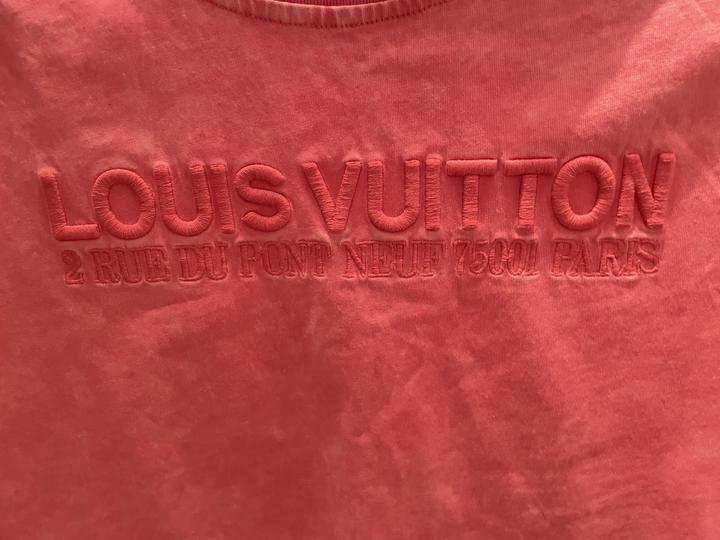 LOUIS VUITTON
2 RUE DU PONT NEUF 75001 PARIS